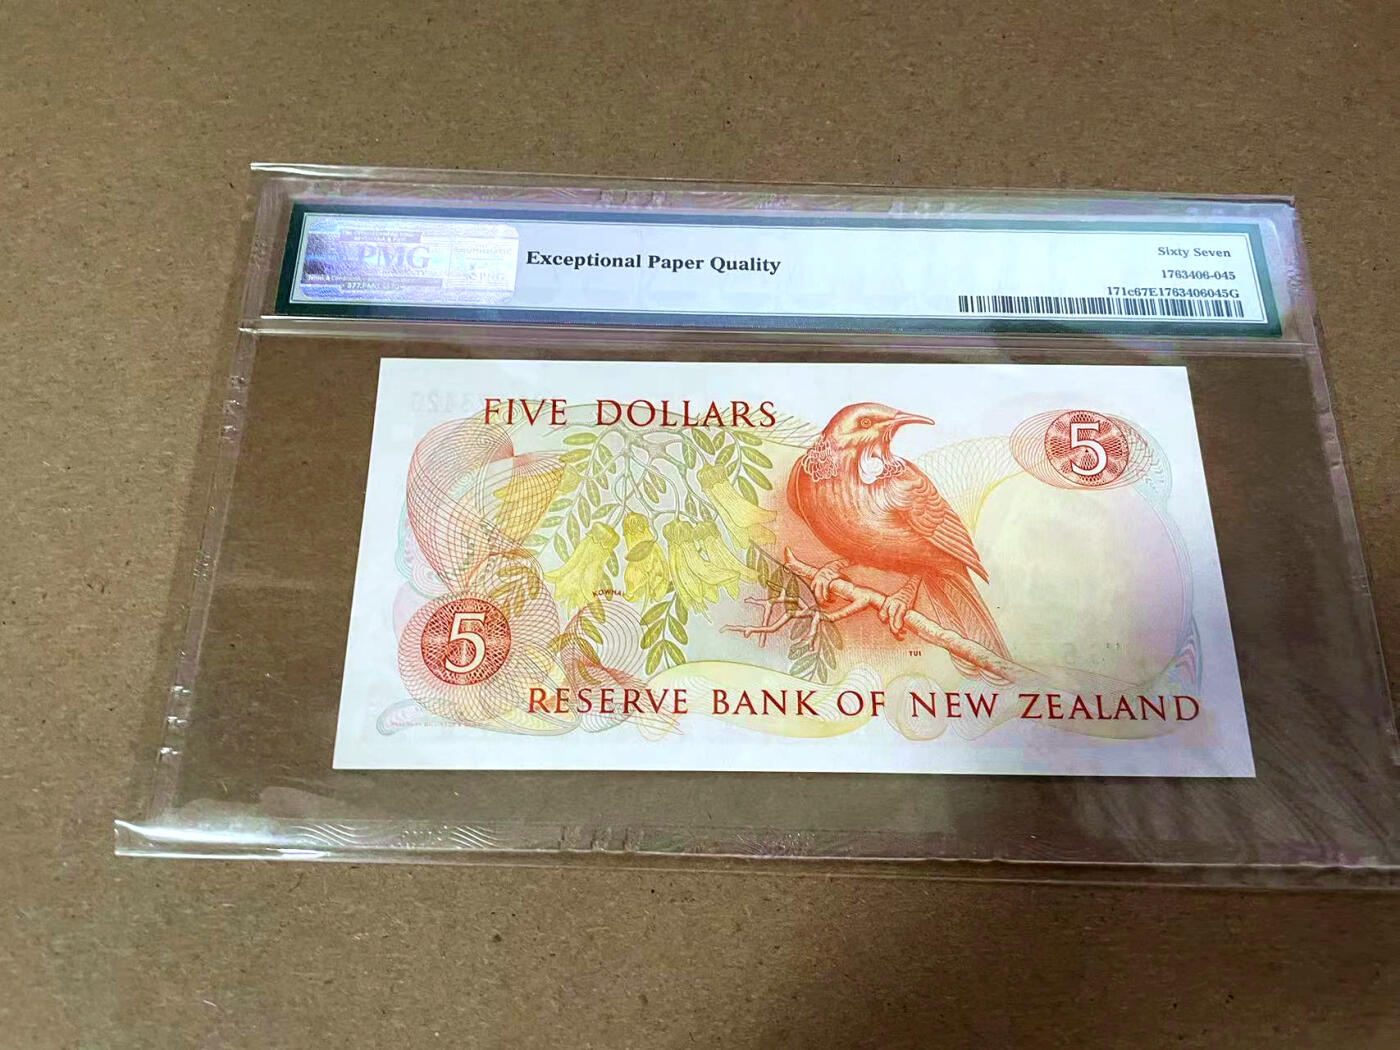 PMG
Exceptional Paper Quality
Sixty Seven
1763406-045
171c67E1763406045G
FIVE DOLLARS
5
KOWHAI
TUI
5
RESERVE BANK OF NEW ZEALAND